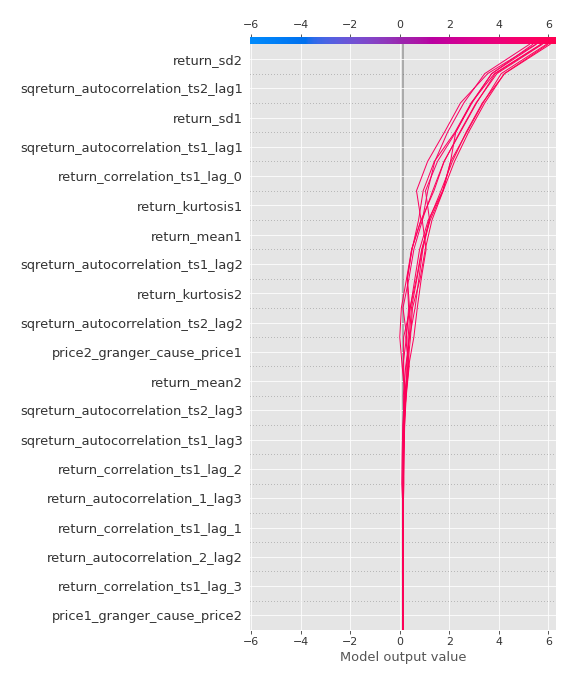 −6 −4 −2 0 2 4 6
return_sd2
sqreturn_autocorrelation_ts2_lag1
return_sd1
sqreturn_autocorrelation_ts1_lag1
return_correlation_ts1_lag_0
return_kurtosis1
return_mean1
sqreturn_autocorrelation_ts1_lag2
return_kurtosis2
sqreturn_autocorrelation_ts2_lag2
price2_granger_cause_price1
return_mean2
sqreturn_autocorrelation_ts2_lag3
sqreturn_autocorrelation_ts1_lag3
return_correlation_ts1_lag_2
return_autocorrelation_1_lag3
return_correlation_ts1_lag_1
return_autocorrelation_2_lag2
return_correlation_ts1_lag_3
price1_granger_cause_price2
−6 −4 −2 0 2 4 6
Model output value